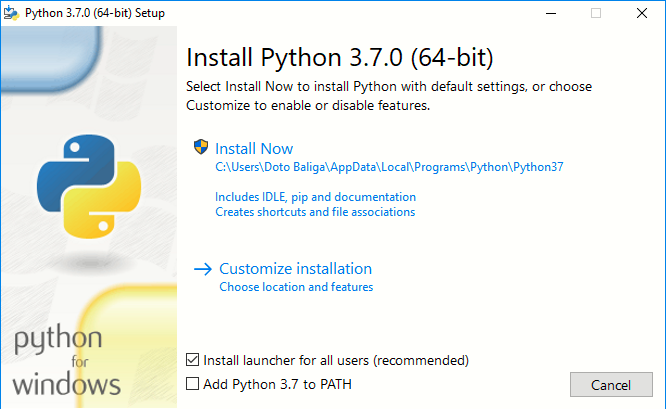 Python 3.7.0 (64-bit) Setup
Install Python 3.7.0 (64-bit)
Select Install Now to install Python with default settings, or choose
Customize to enable or disable features.
Install Now
C:\Users\Doto Baliga\AppData\Local\Programs\Python\Python37
Includes IDLE, pip and documentation
Creates shortcuts and file associations
Customize installation
Choose location and features
python
for
windows
Install launcher for all users (recommended)
Add Python 3.7 to PATH
Cancel